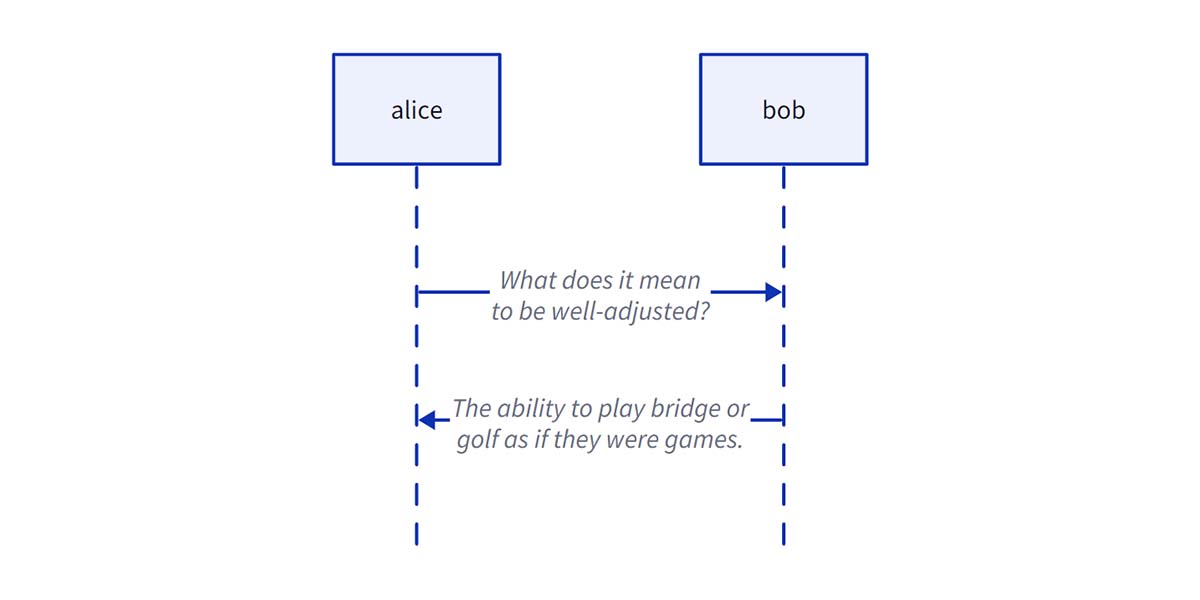 alice
bob
What does it mean
to be well-adjusted?
The ability to play bridge or
golf as if they were games.